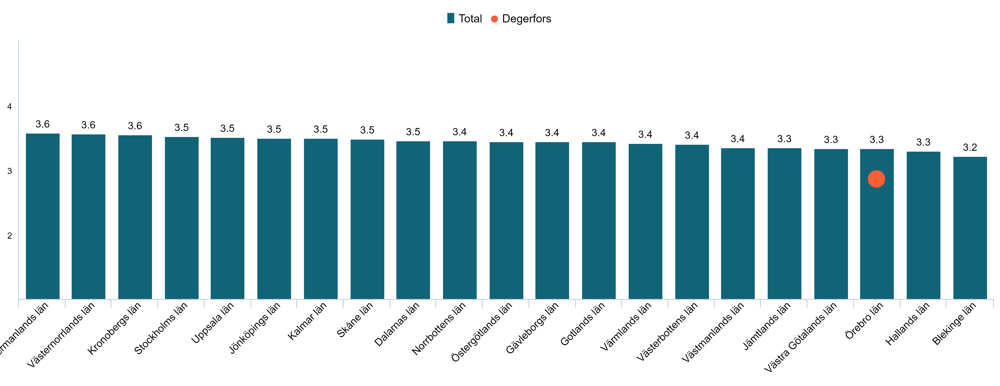 Total Degerfors
4
3
2
3.6 3.6 3.6 3.5 3.5 3.5 3.5 3.5 3.5 3.4 3.4 3.4 3.4 3.4 3.4 3.4 3.3 3.3 3.3 3.3 3.2
ermanlands län
Västernorrlands län
Kronobergs län
Stockholms län
Uppsala län
Jönköpings län
Kalmar län
Skåne län
Dalarnas län
Norrbottens län
Östergötlands län
Gävleborgs län
Gotlands län
Värmlands län
Västerbottens län
Västmanlands län
Jämtlands län
Västra Götalands län
Örebro län
Hallands län
Blekinge län